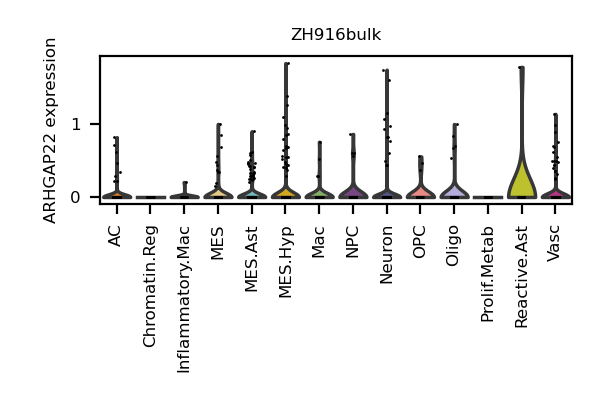 ZH916bulk
ARHGAP22 expression
1
0
AC
Chromatin.Reg
Inflammatory.Mac
MES
MES.Ast
MES.Hyp
Mac
NPC
Neuron
OPC
Oligo
Prolif.Metab
Reactive.Ast
Vasc